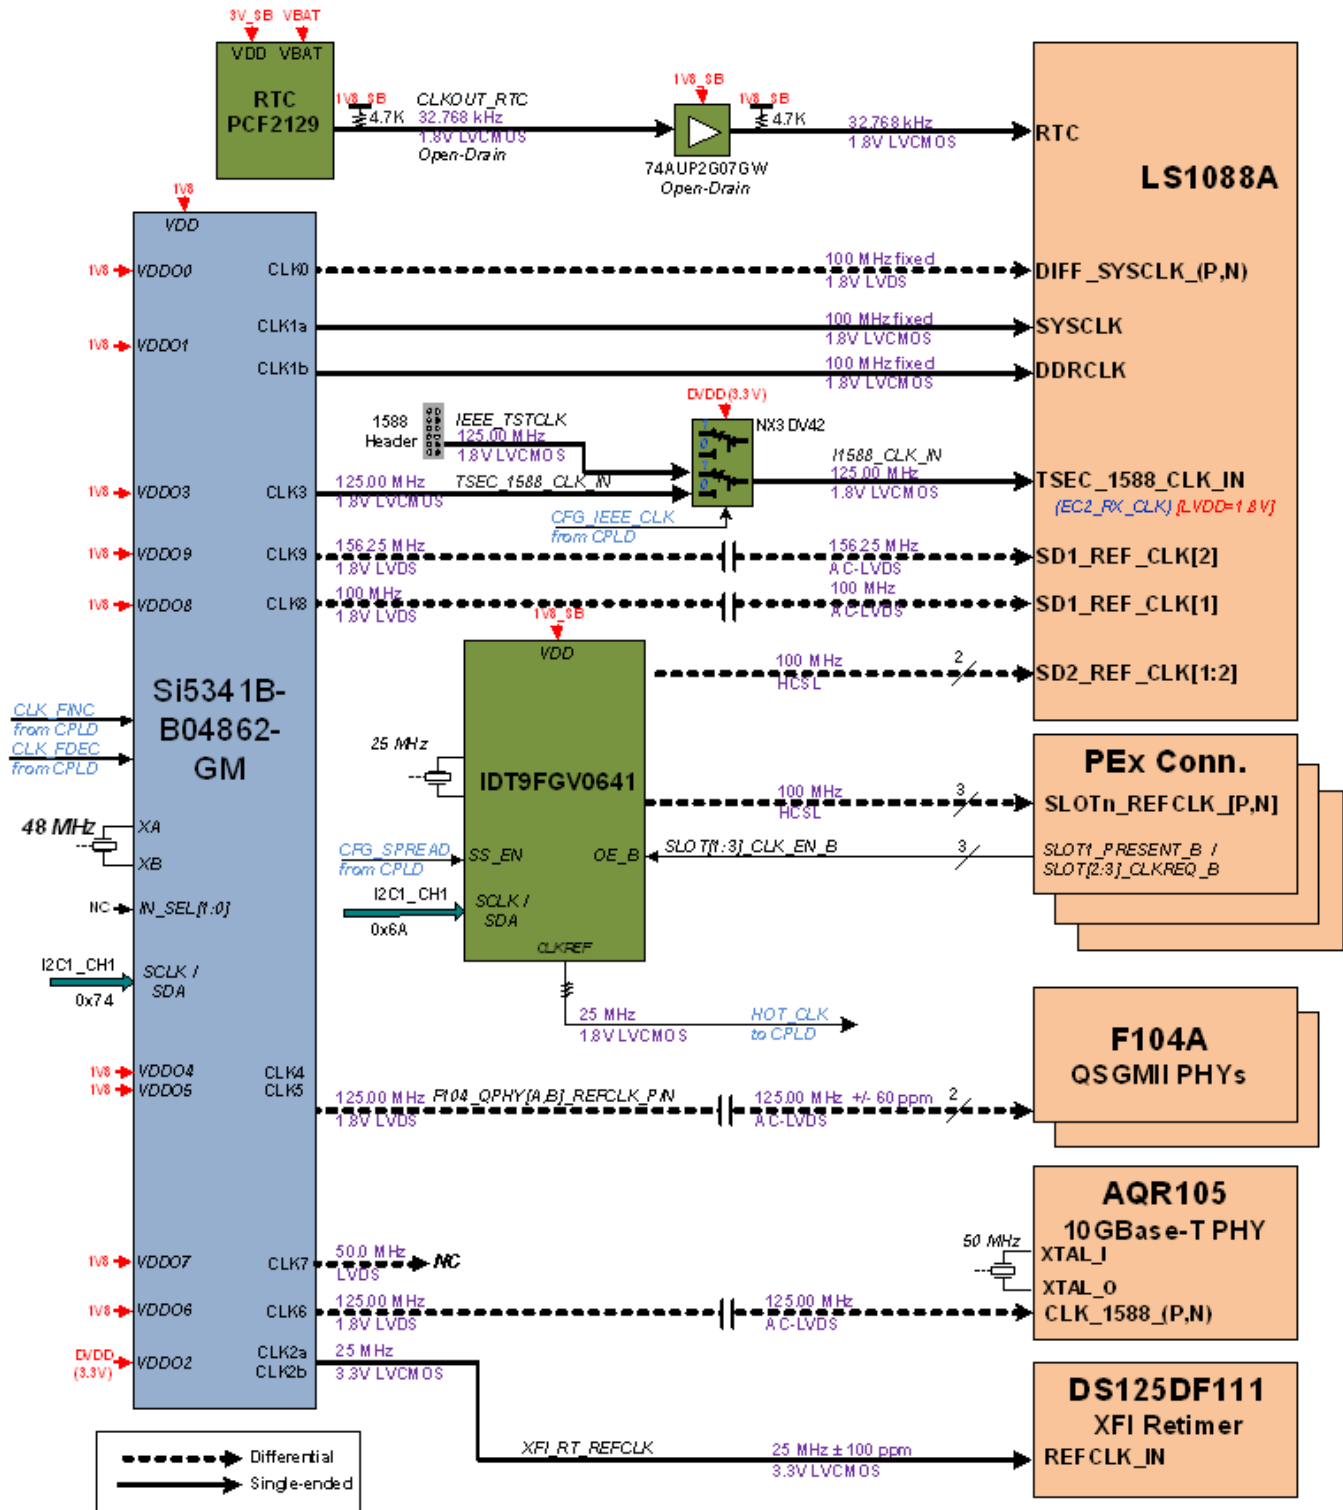 3V_SB VBAT
VDD VBAT
RTC
PCF2129
1V8_SB
4.7K
CLKOUT_RTC
32.768 kHz
1.8V LVCMOS
Open-Drain
1V8_SB
74AUP2G07GW
Open-Drain
1V8_SB
4.7K
32.768 kHz
1.8V LVCMOS
RTC
LS1088A
1V8
VDD
1V8 VDDO0 CLK0
100 MHz fixed
1.8V LVDS
DIFF_SYSCLK_(P,N)
CLK1a
100 MHz fixed
1.8V LVCMOS
SYSCLK
1V8 VDDO1
CLK1b
100 MHz fixed
1.8V LVCMOS
DDRCLK
DVDD(3.3V)
NX3DV42
1
0
1
0
1588
Header
IEEE_TSTCLK
125.00 MHz
1.8V LVCMOS
I1588_CLK_IN
125.00 MHz
1.8V LVCMOS
TSEC_1588_CLK_IN
(EC2_RX_CLK) [LVDD=1.8V]
1V8 VDDO3 CLK3
125.00 MHz TSEC_1588_CLK_IN
1.8V LVCMOS
CFG_IEEE_CLK
from CPLD
1V8 VDDO9 CLK9
156.25 MHz
1.8V LVDS
156.25 MHz
AC-LVDS
SD1_REF_CLK[2]
1V8 VDDO8 CLK8
100 MHz
1.8V LVDS
100 MHz
AC-LVDS
SD1_REF_CLK[1]
1V8_SB
VDD
100 MHz
HCSL
2
SD2_REF_CLK[1:2]
Si5341B-
B04862-
GM
CLK_FINC
from CPLD
CLK_FDEC
from CPLD
25 MHz
IDT9FGV0641
100 MHz
HCSL
3
PEx Conn.
SLOTn_REFCLK_[P,N]
48 MHz
XA
XB
CFG_SPREAD
from CPLD
SS_EN
OE_B
SLOT[1:3]_CLK_EN_B
3
SLOT1_PRESENT_B /
SLOT[2:3]_CLKREQ_B
NC IN_SEL[1:0]
I2C1_CH1
0x6A
SCLK /
SDA
CLKREF
I2C1_CH1
0x74
SCLK /
SDA
25 MHz
1.8V LVCMOS
HOT_CLK
to CPLD
F104A
QSGMII PHYs
1V8 VDDO4 CLK4
1V8 VDDO5 CLK5
125.00 MHz F104_QPHY[A,B]_REFCLK_P/N
1.8V LVDS
125.00 MHz +/- 60 ppm
AC-LVDS
2
AQR105
10GBase-T PHY
50 MHz
XTAL_I
XTAL_O
CLK_1588_(P,N)
1V8 VDDO7 CLK7
50.0 MHz
LVDS
NC
1V8 VDDO6 CLK6
125.00 MHz
1.8V LVDS
125.00 MHz
AC-LVDS
DVDD
(3.3V)
VDDO2
CLK2a
CLK2b
25 MHz
3.3V LVCMOS
DS125DF111
XFI Retimer
REFCLK_IN
XFI_RT_REFCLK
25 MHz ± 100 ppm
3.3V LVCMOS
Differential
Single-ended